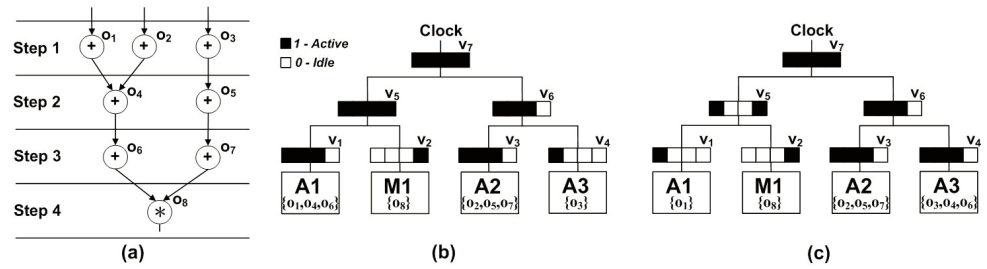 Step 1 + o1 + o2 + o3
Step 2 + o4 + o5
Step 3 + o6 + o7
Step 4 * o8
(a)
1 - Active
0 - Idle
Clock
v7
v5 v6
v1 v2 v3 v4
A1 M1 A2 A3
{o1,o4,o6} {o8} {o2,o5,o7} {o3}
(b)
Clock
v7
v5 v6
v1 v2 v3 v4
A1 M1 A2 A3
{o1} {o8} {o2,o5,o7} {o3,o4,o6}
(c)